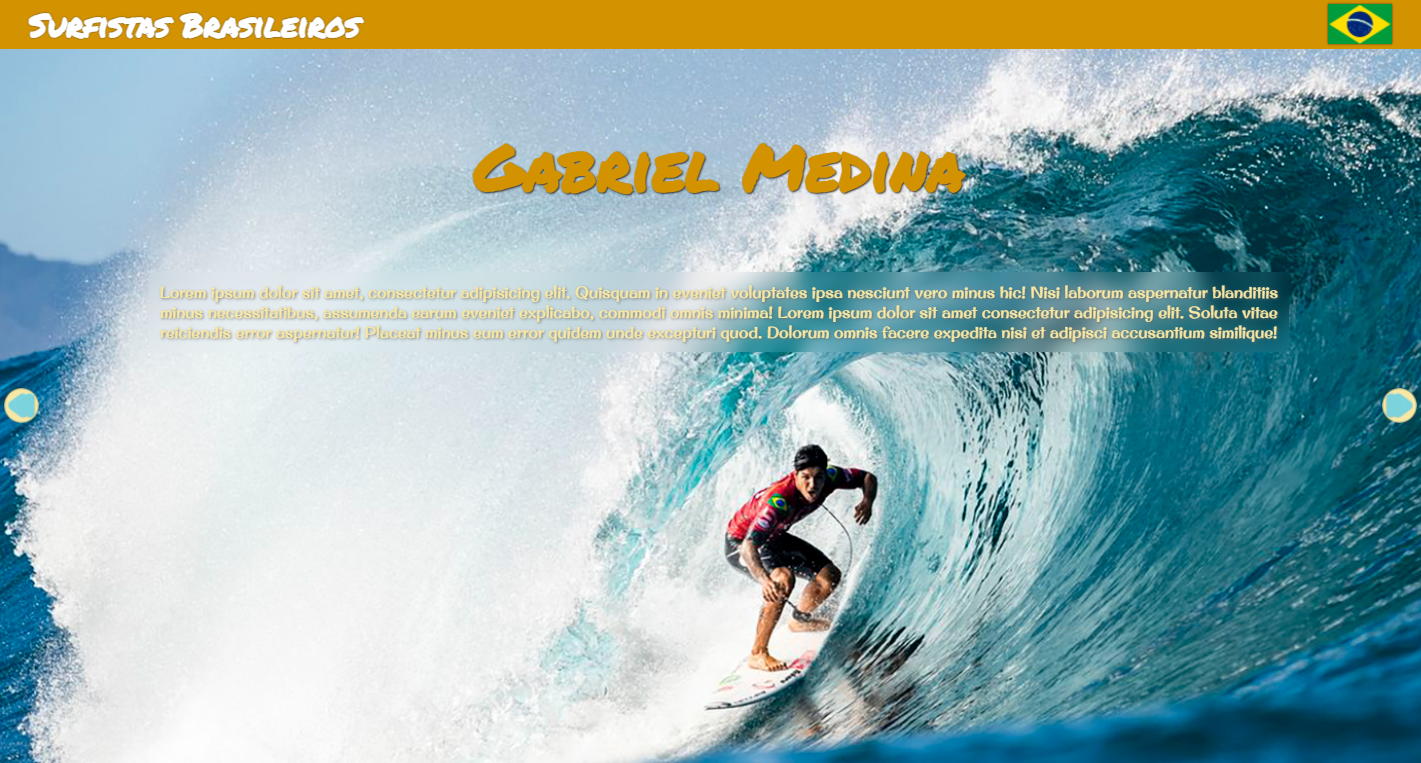 Surfistas Brasileiros
Gabriel Medina
Lorem ipsum dolor sit amet, consectetur adipisicing elit. Quisquam in eveniet voluptates ipsa nesciunt vero minus hic! Nisi laborum aspernatur blanditiis
minus necessitatibus, assumenda earum eveniet explicabo, commodi omnis minima! Lorem ipsum dolor sit amet consectetur adipisicing elit. Soluta vitae
reiciendis error aspernatur! Placeat minus eum error quidem unde excepturi quod. Dolorum omnis facere expedita nisi et adipisci accusantium similique!